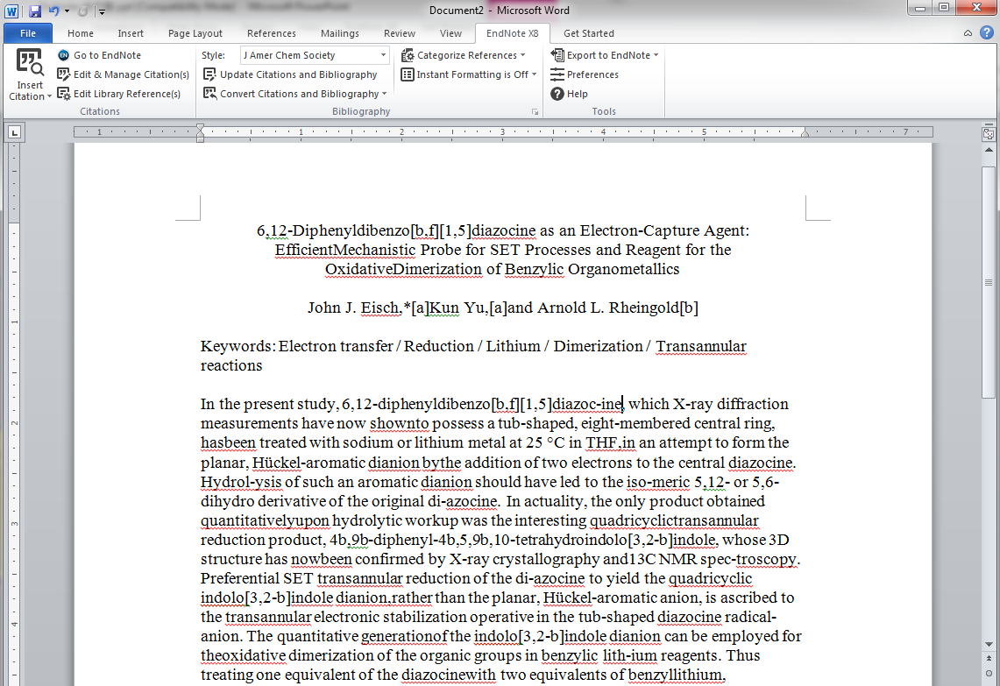 Document2 - Microsoft Word
File Home Insert Page Layout References Mailings Review View EndNote X8 Get Started
Insert Citation
Go to EndNote
Edit & Manage Citation(s)
Edit Library Reference(s)
Citations
Style: J Amer Chem Society
Update Citations and Bibliography
Convert Citations and Bibliography
Bibliography
Categorize References
Instant Formatting is Off
Export to EndNote
Preferences
Help
Tools
1 1 2 3 4 5 7
6,12-Diphenyldibenzo[b,f][1,5]diazocine as an Electron-Capture Agent:
EfficientMechanistic Probe for SET Processes and Reagent for the
OxidativeDimerization of Benzylic Organometallics
John J. Eisch,*[a]Kun Yu,[a]and Arnold L. Rheingold[b]
Keywords: Electron transfer / Reduction / Lithium / Dimerization / Transannular
reactions
In the present study, 6,12-diphenyldibenzo[b,f][1,5]diazoc-ine, which X-ray diffraction
measurements have now shownto possess a tub-shaped, eight-membered central ring,
hasbeen treated with sodium or lithium metal at 25 °C in THF,in an attempt to form the
planar, Hückel-aromatic dianion bythe addition of two electrons to the central diazocine.
Hydrol-ysis of such an aromatic dianion should have led to the iso-meric 5,12- or 5,6-
dihydro derivative of the original di-azocine. In actuality, the only product obtained
quantitativelyupon hydrolytic workup was the interesting quadricyclictransannular
reduction product, 4b,9b-diphenyl-4b,5,9b,10-tetrahydroindolo[3,2-b]indole, whose 3D
structure has nowbeen confirmed by X-ray crystallography and13C NMR spec-troscopy.
Preferential SET transannular reduction of the di-azocine to yield the quadricyclic
indolo[3,2-b]indole dianion,rather than the planar, Hückel-aromatic anion, is ascribed to
the transannular electronic stabilization operative in the tub-shaped diazocine radical-
anion. The quantitative generationof the indolo[3,2-b]indole dianion can be employed for
theoxidative dimerization of the organic groups in benzylic lith-ium reagents. Thus
treating one equivalent of the diazocinewith two equivalents of benzyllithium,